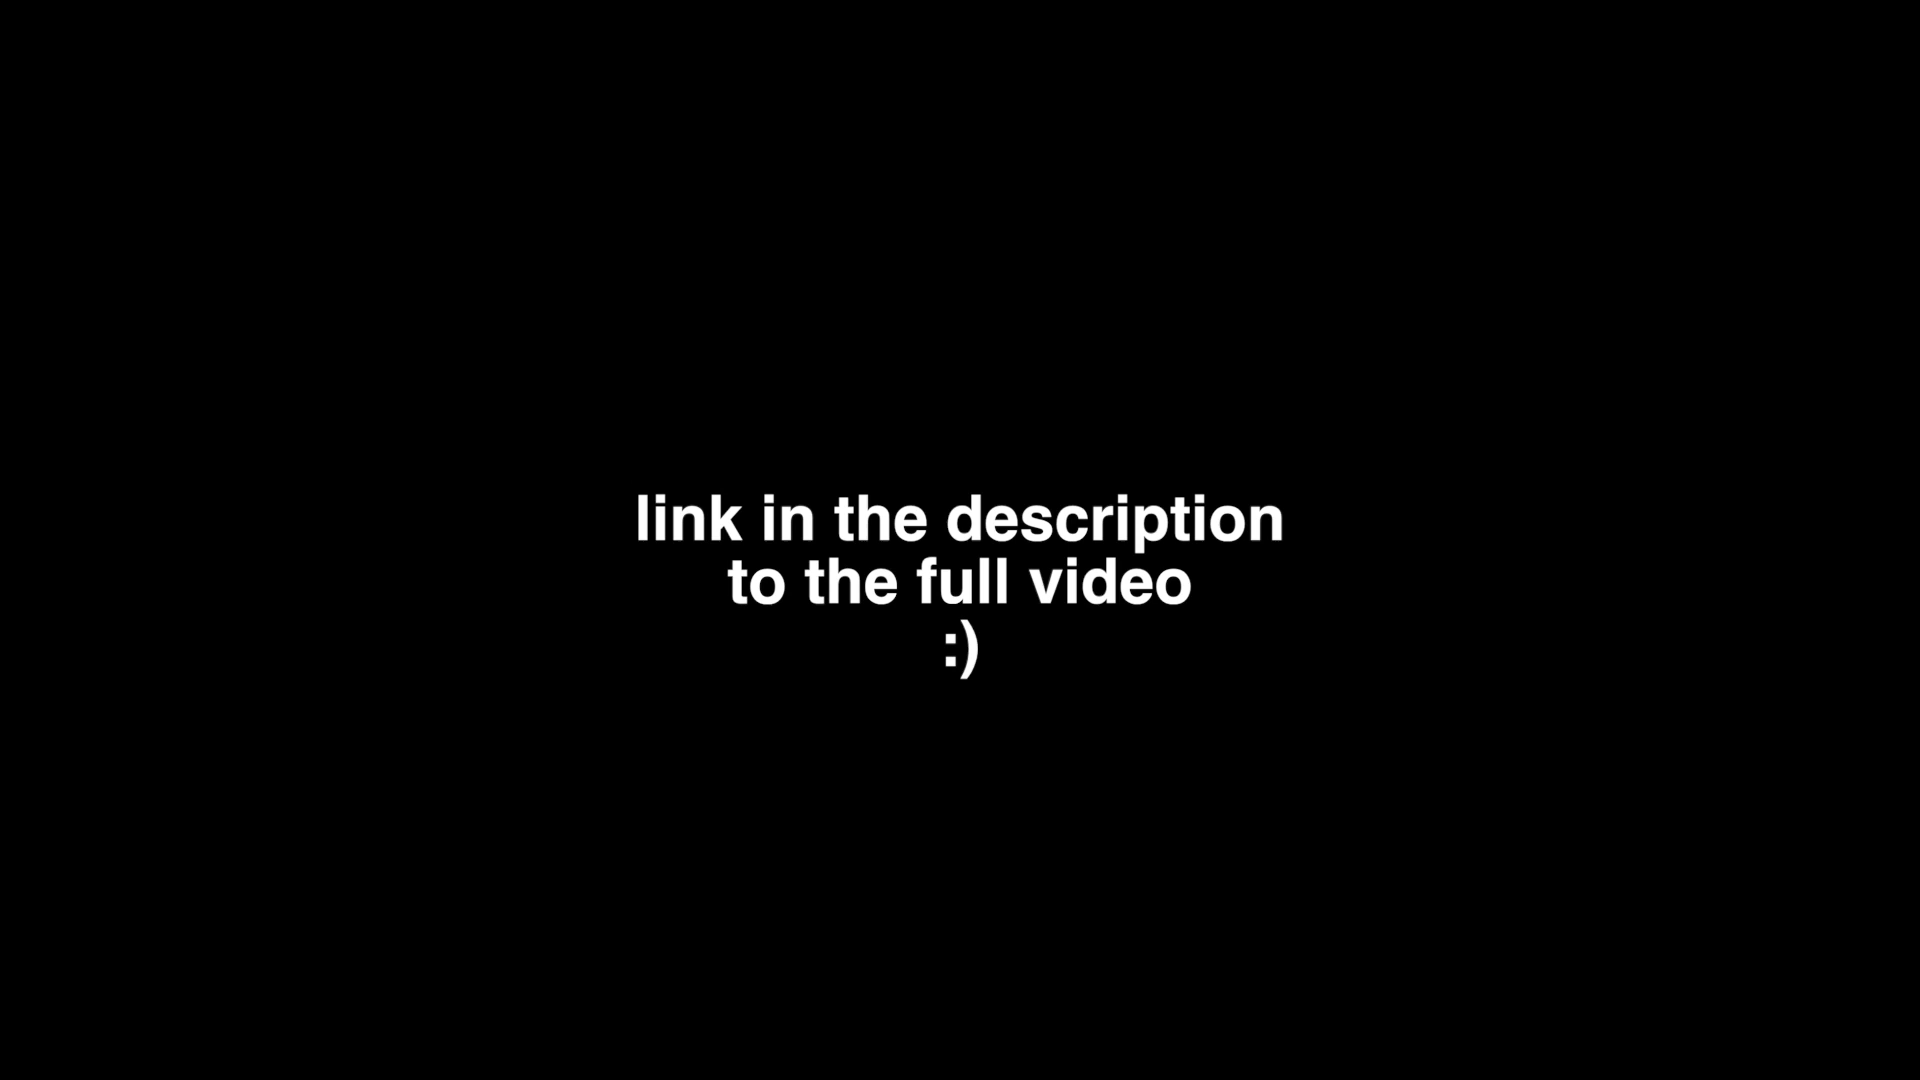 link in the description
to the full video
:)